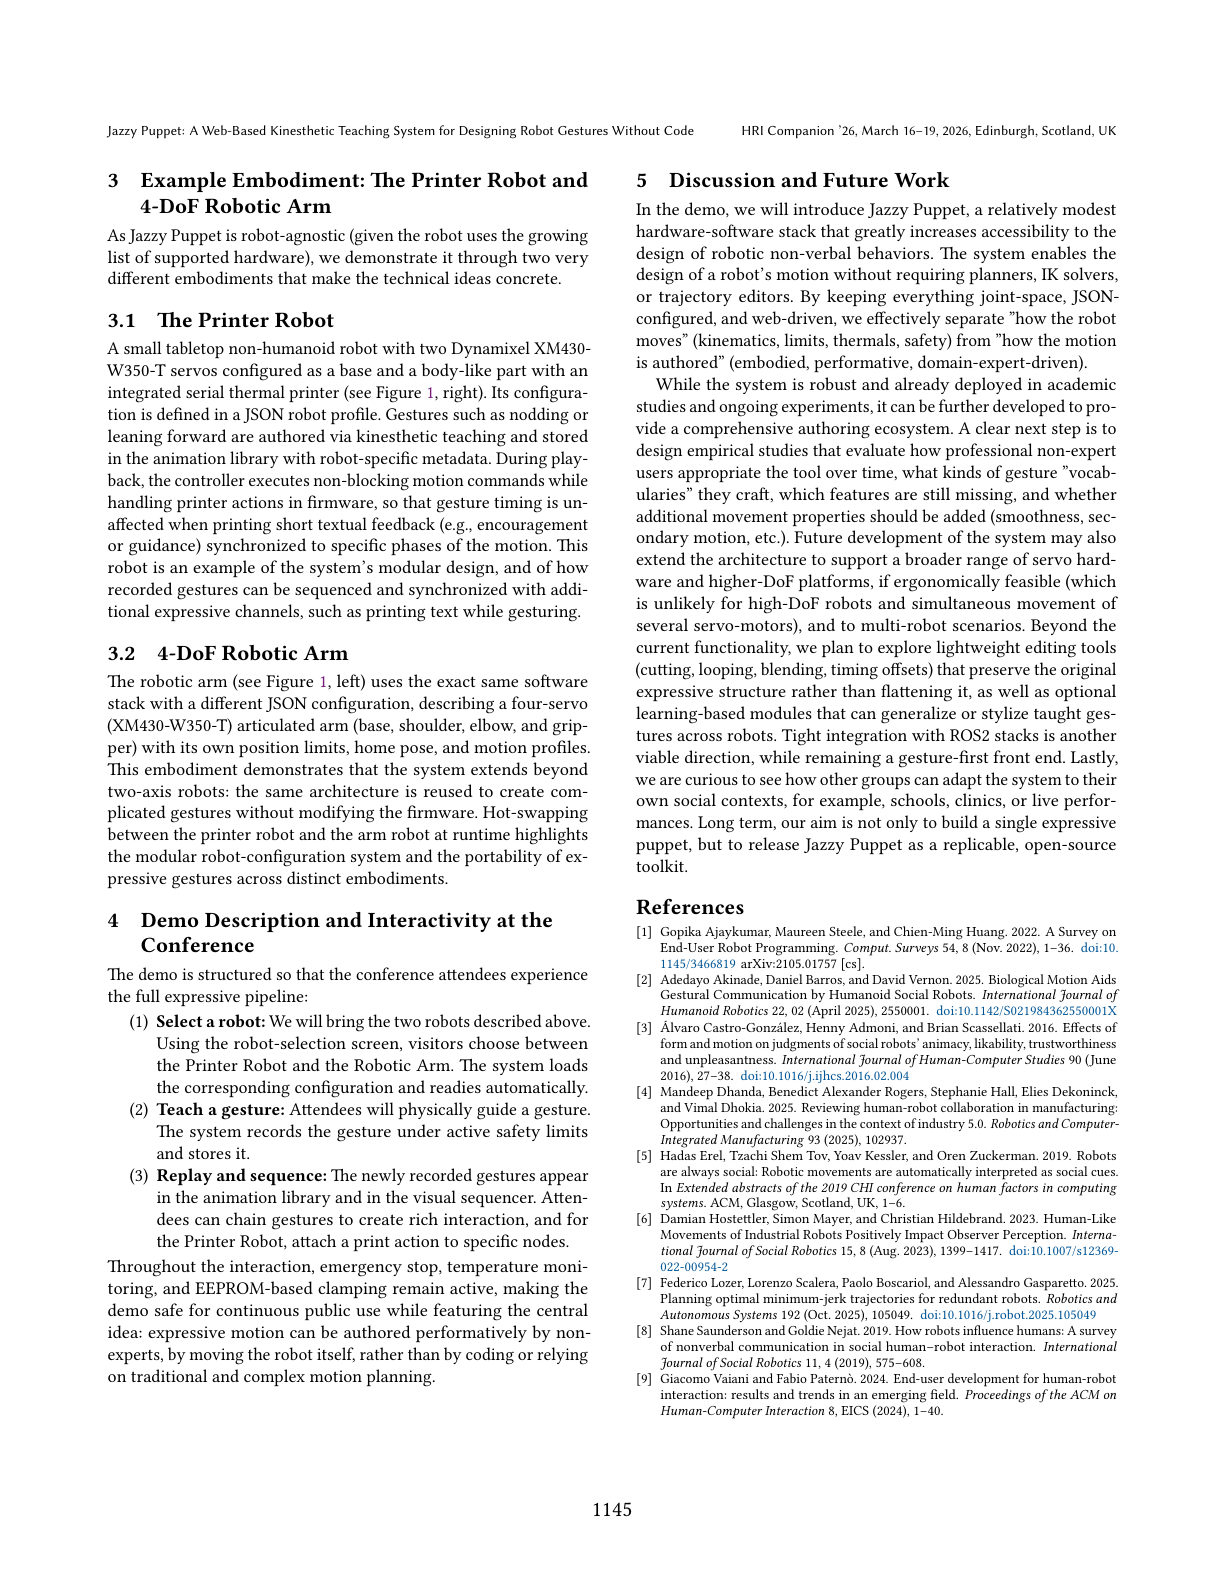 Jazzy Puppet: A Web-Based Kinesthetic Teaching System for Designing Robot Gestures Without Code
HRI Companion '26, March 16–19, 2026, Edinburgh, Scotland, UK
3 Example Embodiment: The Printer Robot and
4-DoF Robotic Arm
As Jazzy Puppet is robot-agnostic (given the robot uses the growing
list of supported hardware), we demonstrate it through two very
different embodiments that make the technical ideas concrete.
3.1 The Printer Robot
A small tabletop non-humanoid robot with two Dynamixel XM430-
W350-T servos configured as a base and a body-like part with an
integrated serial thermal printer (see Figure 1, right). Its configura-
tion is defined in a JSON robot profile. Gestures such as nodding or
leaning forward are authored via kinesthetic teaching and stored
in the animation library with robot-specific metadata. During play-
back, the controller executes non-blocking motion commands while
handling printer actions in firmware, so that gesture timing is un-
affected when printing short textual feedback (e.g., encouragement
or guidance) synchronized to specific phases of the motion. This
robot is an example of the system's modular design, and of how
recorded gestures can be sequenced and synchronized with addi-
tional expressive channels, such as printing text while gesturing.
3.2 4-DoF Robotic Arm
The robotic arm (see Figure 1, left) uses the exact same software
stack with a different JSON configuration, describing a four-servo
(XM430-W350-T) articulated arm (base, shoulder, elbow, and grip-
per) with its own position limits, home pose, and motion profiles.
This embodiment demonstrates that the system extends beyond
two-axis robots: the same architecture is reused to create com-
plicated gestures without modifying the firmware. Hot-swapping
between the printer robot and the arm robot at runtime highlights
the modular robot-configuration system and the portability of ex-
pressive gestures across distinct embodiments.
4 Demo Description and Interactivity at the
Conference
The demo is structured so that the conference attendees experience
the full expressive pipeline:
(1) Select a robot: We will bring the two robots described above.
Using the robot-selection screen, visitors choose between
the Printer Robot and the Robotic Arm. The system loads
the corresponding configuration and readies automatically.
(2) Teach a gesture: Attendees will physically guide a gesture.
The system records the gesture under active safety limits
and stores it.
(3) Replay and sequence: The newly recorded gestures appear
in the animation library and in the visual sequencer. Atten-
dees can chain gestures to create rich interaction, and for
the Printer Robot, attach a print action to specific nodes.
Throughout the interaction, emergency stop, temperature moni-
toring, and EEPROM-based clamping remain active, making the
demo safe for continuous public use while featuring the central
idea: expressive motion can be authored performatively by non-
experts, by moving the robot itself, rather than by coding or relying
on traditional and complex motion planning.
5 Discussion and Future Work
In the demo, we will introduce Jazzy Puppet, a relatively modest
hardware-software stack that greatly increases accessibility to the
design of robotic non-verbal behaviors. The system enables the
design of a robot's motion without requiring planners, IK solvers,
or trajectory editors. By keeping everything joint-space, JSON-
configured, and web-driven, we effectively separate "how the robot
moves" (kinematics, limits, thermals, safety) from "how the motion
is authored" (embodied, performative, domain-expert-driven).
While the system is robust and already deployed in academic
studies and ongoing experiments, it can be further developed to pro-
vide a comprehensive authoring ecosystem. A clear next step is to
design empirical studies that evaluate how professional non-expert
users appropriate the tool over time, what kinds of gesture "vocab-
ularies" they craft, which features are still missing, and whether
additional movement properties should be added (smoothness, sec-
ondary motion, etc.). Future development of the system may also
extend the architecture to support a broader range of servo hard-
ware and higher-DoF platforms, if ergonomically feasible (which
is unlikely for high-DoF robots and simultaneous movement of
several servo-motors), and to multi-robot scenarios. Beyond the
current functionality, we plan to explore lightweight editing tools
(cutting, looping, blending, timing offsets) that preserve the original
expressive structure rather than flattening it, as well as optional
learning-based modules that can generalize or stylize taught ges-
tures across robots. Tight integration with ROS2 stacks is another
viable direction, while remaining a gesture-first front end. Lastly,
we are curious to see how other groups can adapt the system to their
own social contexts, for example, schools, clinics, or live perfor-
mances. Long term, our aim is not only to build a single expressive
puppet, but to release Jazzy Puppet as a replicable, open-source
toolkit.
References
[1] Gopika Ajaykumar, Maureen Steele, and Chien-Ming Huang. 2022. A Survey on
End-User Robot Programming. Comput. Surveys 54, 8 (Nov. 2022), 1–36. doi:10.
1145/3466819 arXiv:2105.01757 [cs].
[2] Adedayo Akinade, Daniel Barros, and David Vernon. 2025. Biological Motion Aids
Gestural Communication by Humanoid Social Robots. International Journal of
Humanoid Robotics 22, 02 (April 2025), 2550001. doi:10.1142/S021984362550001X
[3] Álvaro Castro-González, Henny Admoni, and Brian Scassellati. 2016. Effects of
form and motion on judgments of social robots' animacy, likability, trustworthiness
and unpleasantness. International Journal of Human-Computer Studies 90 (June
2016), 27–38. doi:10.1016/j.ijhcs.2016.02.004
[4] Mandeep Dhanda, Benedict Alexander Rogers, Stephanie Hall, Elies Dekoninck,
and Vimal Dhokia. 2025. Reviewing human-robot collaboration in manufacturing:
Opportunities and challenges in the context of industry 5.0. Robotics and Computer-
Integrated Manufacturing 93 (2025), 102937.
[5] Hadas Erel, Tzachi Shem Tov, Yoav Kessler, and Oren Zuckerman. 2019. Robots
are always social: Robotic movements are automatically interpreted as social cues.
In Extended abstracts of the 2019 CHI conference on human factors in computing
systems. ACM, Glasgow, Scotland, UK, 1–6.
[6] Damian Hostettler, Simon Mayer, and Christian Hildebrand. 2023. Human-Like
Movements of Industrial Robots Positively Impact Observer Perception. Interna-
tional Journal of Social Robotics 15, 8 (Aug. 2023), 1399–1417. doi:10.1007/s12369-
022-00954-2
[7] Federico Lozer, Lorenzo Scalera, Paolo Boscariol, and Alessandro Gasparetto. 2025.
Planning optimal minimum-jerk trajectories for redundant robots. Robotics and
Autonomous Systems 192 (Oct. 2025), 105049. doi:10.1016/j.robot.2025.105049
[8] Shane Saunderson and Goldie Nejat. 2019. How robots influence humans: A survey
of nonverbal communication in social human–robot interaction. International
Journal of Social Robotics 11, 4 (2019), 575–608.
[9] Giacomo Vaiani and Fabio Paternò. 2024. End-user development for human-robot
interaction: results and trends in an emerging field. Proceedings of the ACM on
Human-Computer Interaction 8, EICS (2024), 1–40.
1145